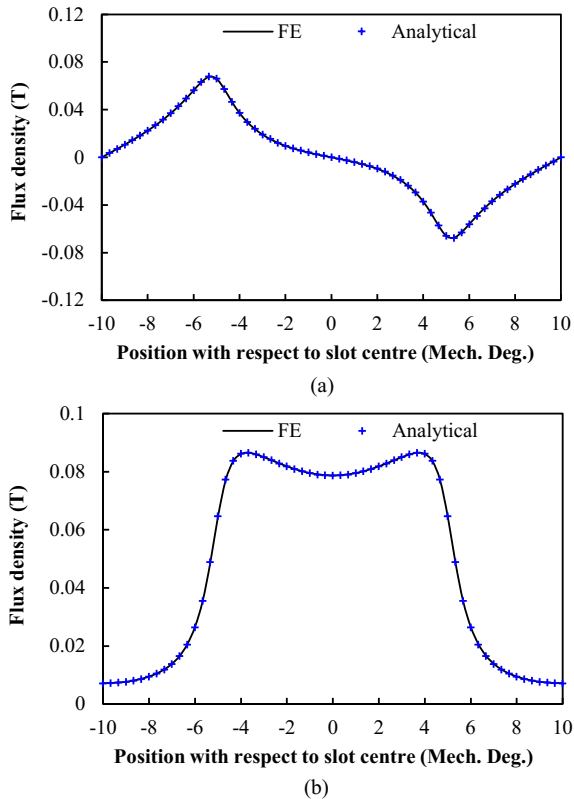 0.12
FE Analytical
0.08
0.04
0
-0.04
-0.08
-0.12
Flux density (T)
-10 -8 -6 -4 -2 0 2 4 6 8 10
Position with respect to slot centre (Mech. Deg.)
(a)
0.1
FE Analytical
0.08
0.06
0.04
0.02
0
Flux density (T)
-10 -8 -6 -4 -2 0 2 4 6 8 10
Position with respect to slot centre (Mech. Deg.)
(b)